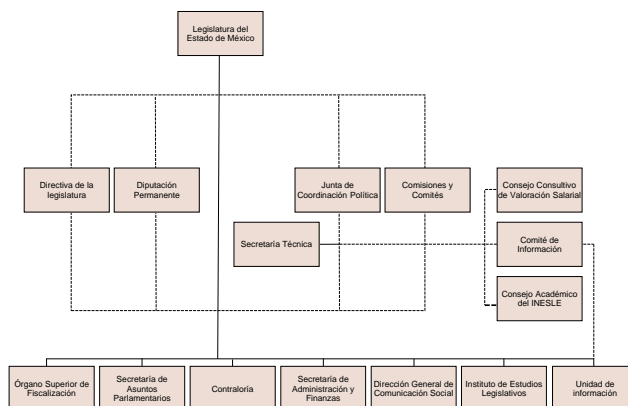 Legislatura del
Estado de México
Directiva de la
legislatura
Diputación
Permanente
Junta de
Coordinación Política
Comisiones y
Comités
Consejo Consultivo
de Valoración Salarial
Secretaría Técnica
Comité de
Información
Consejo Académico
del INESLE
Órgano Superior de
Fiscalización
Secretaría de
Asuntos
Parlamentarios
Contraloría
Secretaría de
Administración y
Finanzas
Dirección General de
Comunicación Social
Instituto de Estudios
Legislativos
Unidad de
información